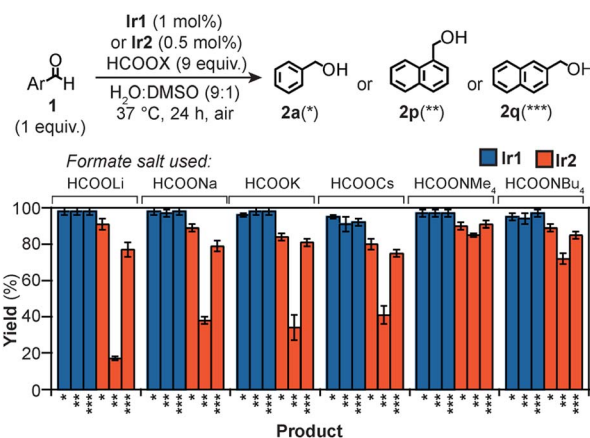 Ir1 (1 mol%)
or Ir2 (0.5 mol%)
HCOOX (9 equiv.)
H2O:DMSO (9:1)
37 °C, 24 h, air
O
Ar H
1
(1 equiv.)
OH
2a(*)
or
OH
2p(**)
or
OH
2q(***)
Formate salt used:
Ir1 Ir2
HCOOLi HCOONa HCOOK HCOOCs HCOONMe4 HCOONBu4
Yield (%)
100
80
60
40
20
0
* ** *** * ** *** * ** *** * ** *** * ** *** * ** *** * ** *** * ** *** * ** *** * ** *** * ** *** * ** ***
Product